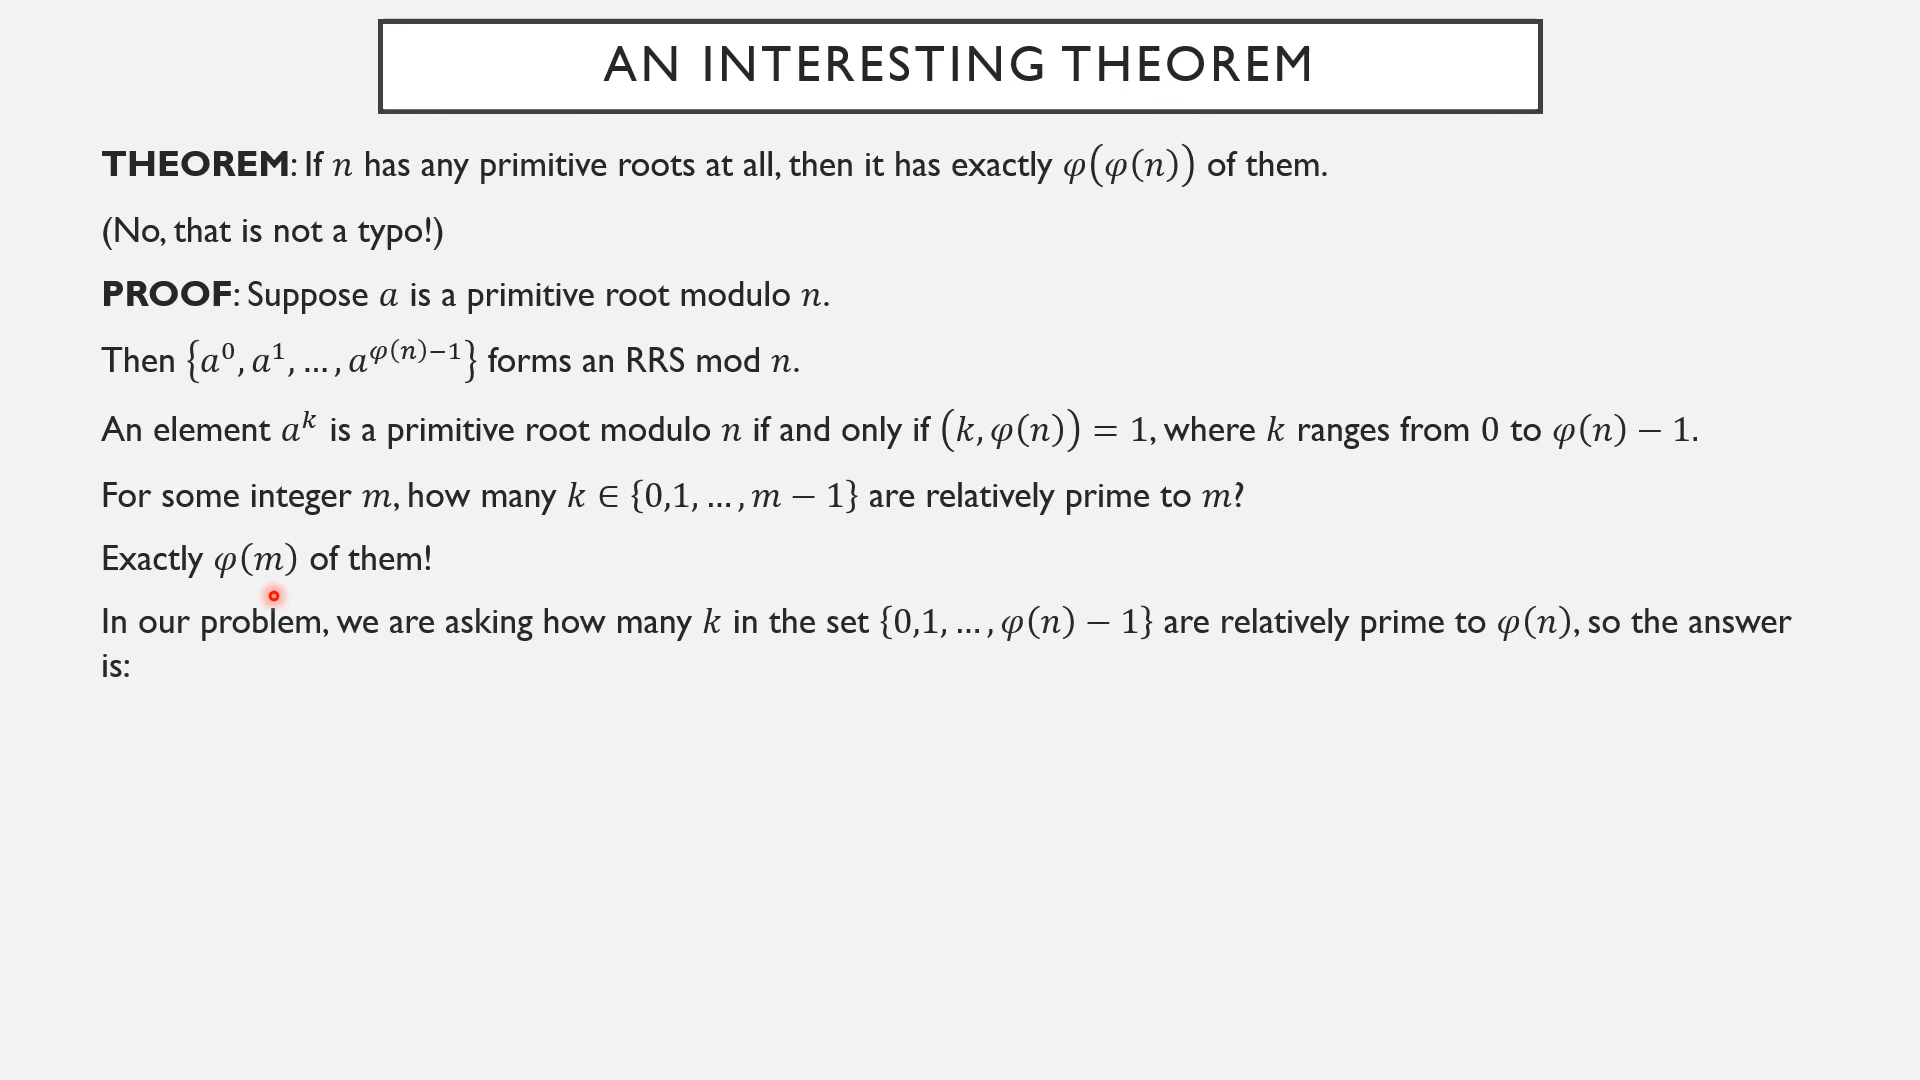 AN INTERESTING THEOREM
THEOREM: If n has any primitive roots at all, then it has exactly φ(φ(n)) of them.
(No, that is not a typo!)
PROOF: Suppose a is a primitive root modulo n.
Then {a⁰, a¹, … , a^{φ(n)−1}} forms an RRS mod n.
An element a^k is a primitive root modulo n if and only if (k, φ(n)) = 1, where k ranges from 0 to φ(n) − 1.
For some integer m, how many k ∈ {0,1, … , m − 1} are relatively prime to m?
Exactly φ(m) of them!
In our problem, we are asking how many k in the set {0,1, … , φ(n) − 1} are relatively prime to φ(n), so the answer
is: